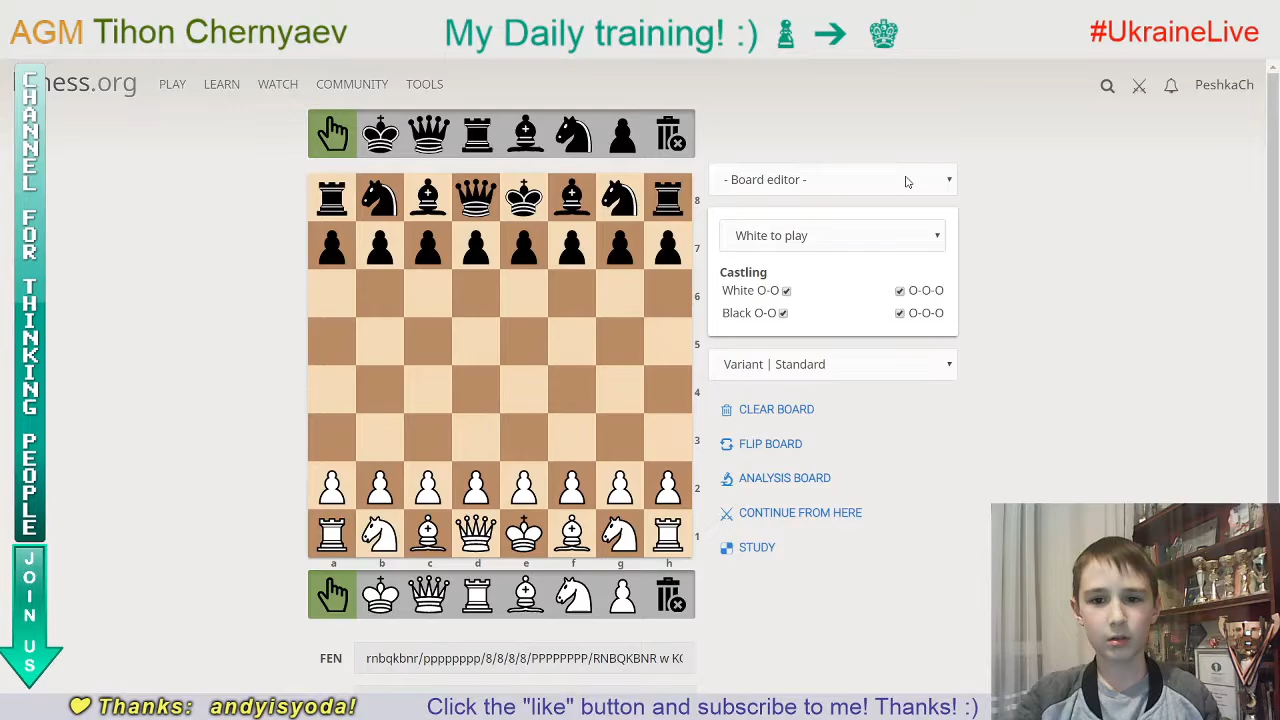 AGM Tihon Chernyaev
My Daily training! :)
#UkraineLive
CHANNEL FOR THINKING PEOPLE
JOIN US
hess.org
PLAY LEARN WATCH COMMUNITY TOOLS
PeshkaCh
- Board editor -
White to play
Castling
White O-O O-O-O
Black O-O O-O-O
Variant | Standard
CLEAR BOARD
FLIP BOARD
ANALYSIS BOARD
CONTINUE FROM HERE
STUDY
8
7
6
5
4
3
2
1
a b c d e f g h
FEN rnbqkbnr/pppppppp/8/8/8/8/PPPPPPPP/RNBQKBNR w KQ
Thanks: andyisyoda!
Click the "like" button and subscribe to me! Thanks! :)